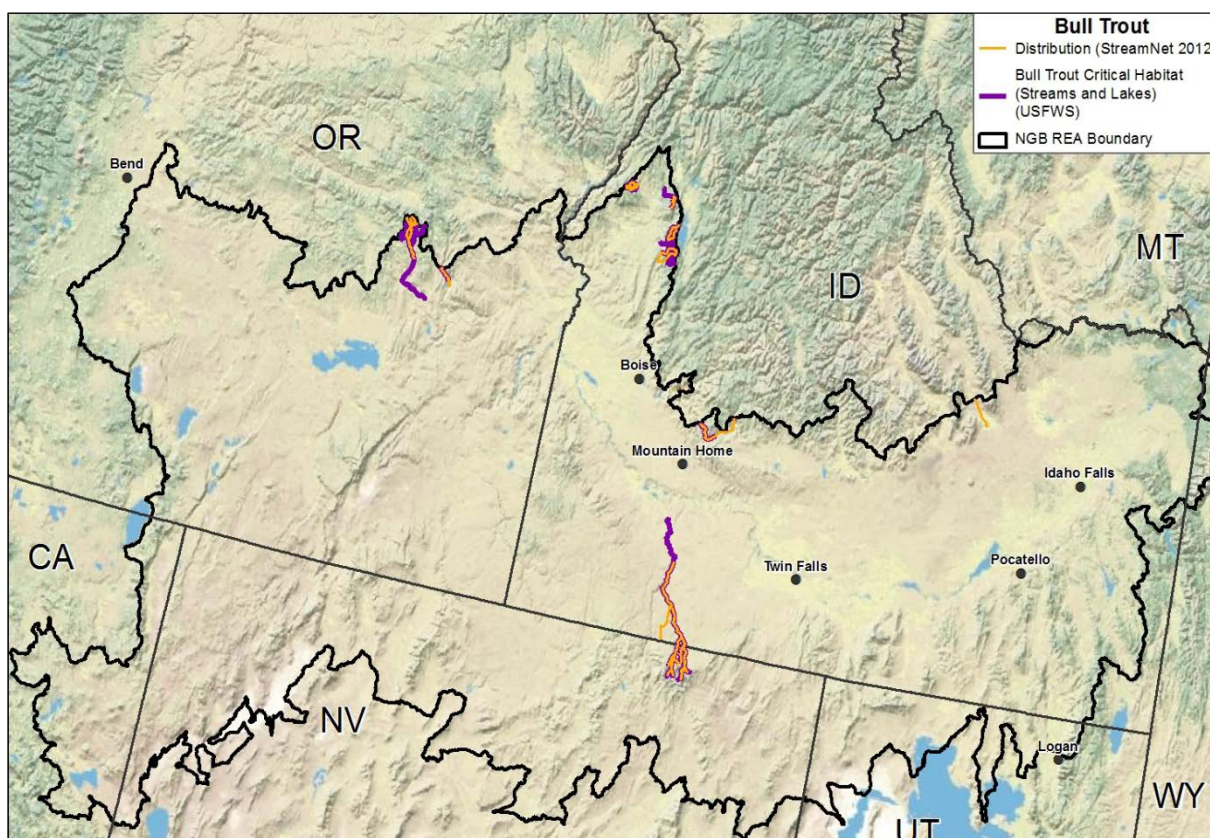 Bull Trout
Distribution (StreamNet 2012
Bull Trout Critical Habitat
(Streams and Lakes)
(USFWS)
NGB REA Boundary
OR
Bend
MT
ID
Boise
Mountain Home
Idaho Falls
CA
Twin Falls
Pocatello
NV
Logan
WY
UT